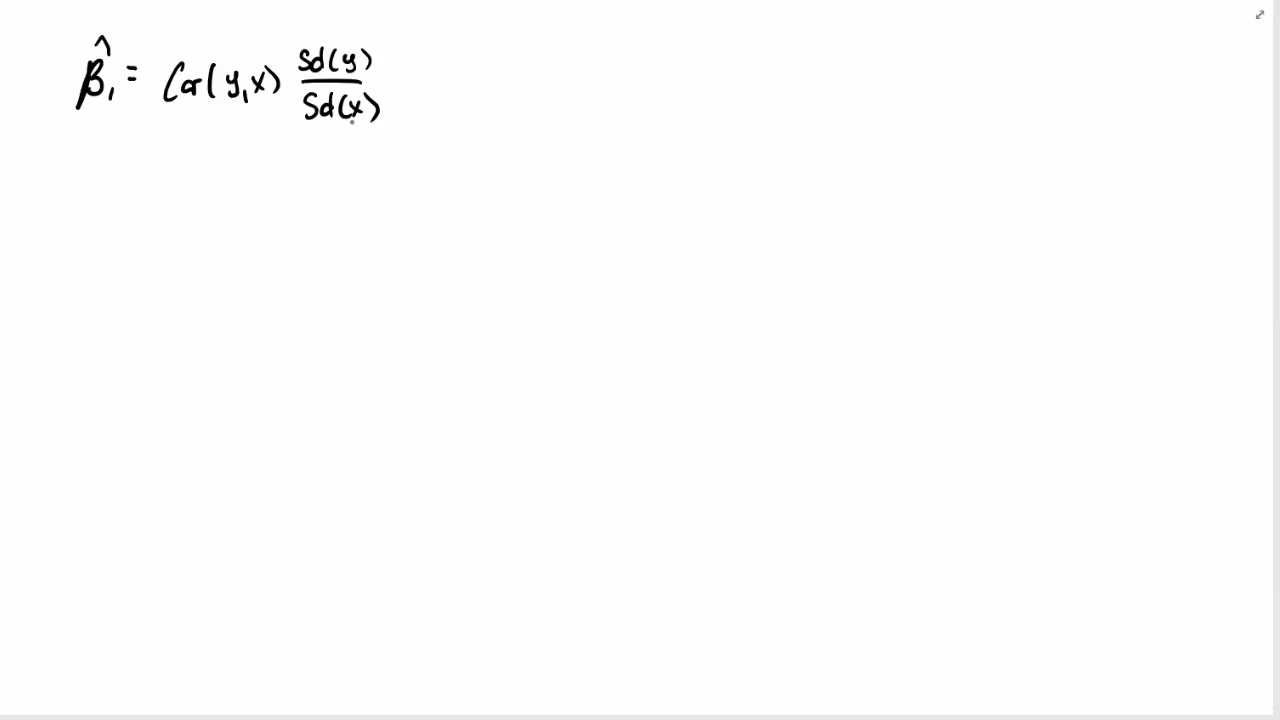 β̂₁ = Cor(y,x) Sd(y)/Sd(x)